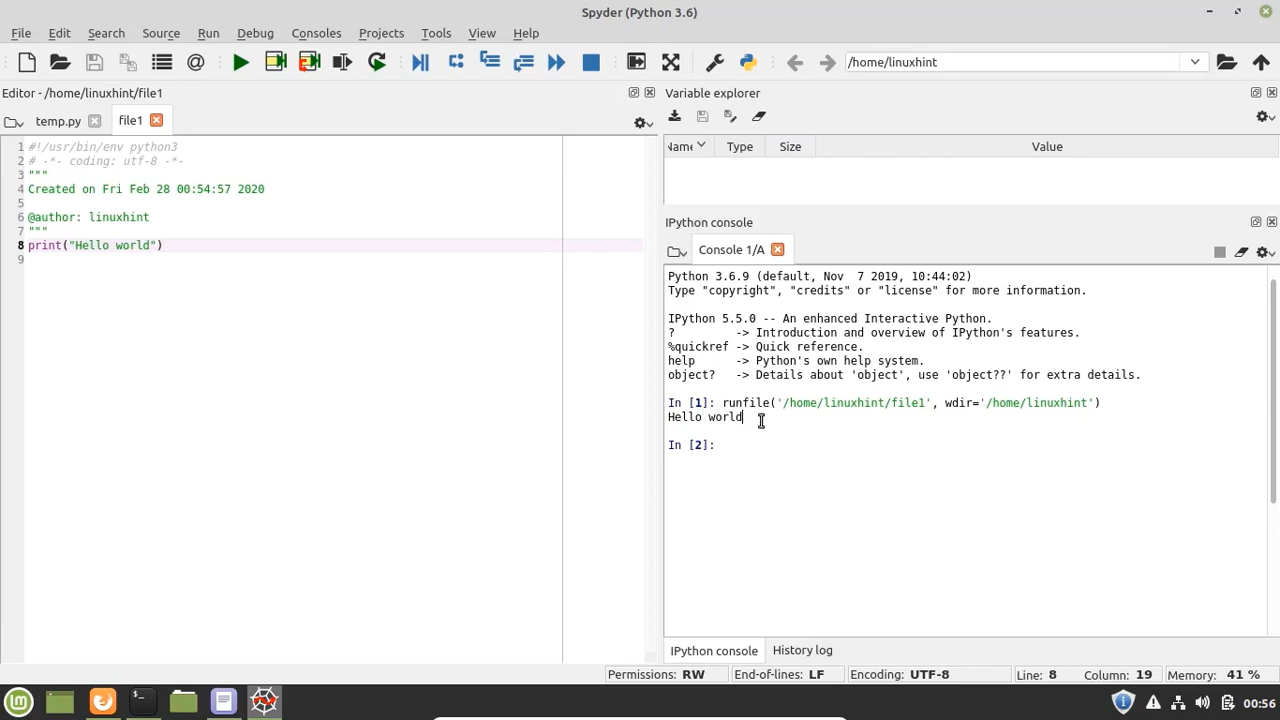 Spyder (Python 3.6)
File Edit Search Source Run Debug Consoles Projects Tools View Help
/home/linuxhint
Editor - /home/linuxhint/file1
temp.py file1
1 #!/usr/bin/env python3
2 # -*- coding: utf-8 -*-
3 """
4 Created on Fri Feb 28 00:54:57 2020
5
6 @author: linuxhint
7 """
8 print("Hello world")
9
Variable explorer
Name Type Size Value
IPython console
Console 1/A
Python 3.6.9 (default, Nov  7 2019, 10:44:02)
Type "copyright", "credits" or "license" for more information.
IPython 5.5.0 -- An enhanced Interactive Python.
?         -> Introduction and overview of IPython's features.
%quickref -> Quick reference.
help      -> Python's own help system.
object?   -> Details about 'object', use 'object??' for extra details.
In [1]: runfile('/home/linuxhint/file1', wdir='/home/linuxhint')
Hello world
In [2]:
IPython console History log
Permissions: RW End-of-lines: LF Encoding: UTF-8 Line: 8 Column: 19 Memory: 41 %
00:56